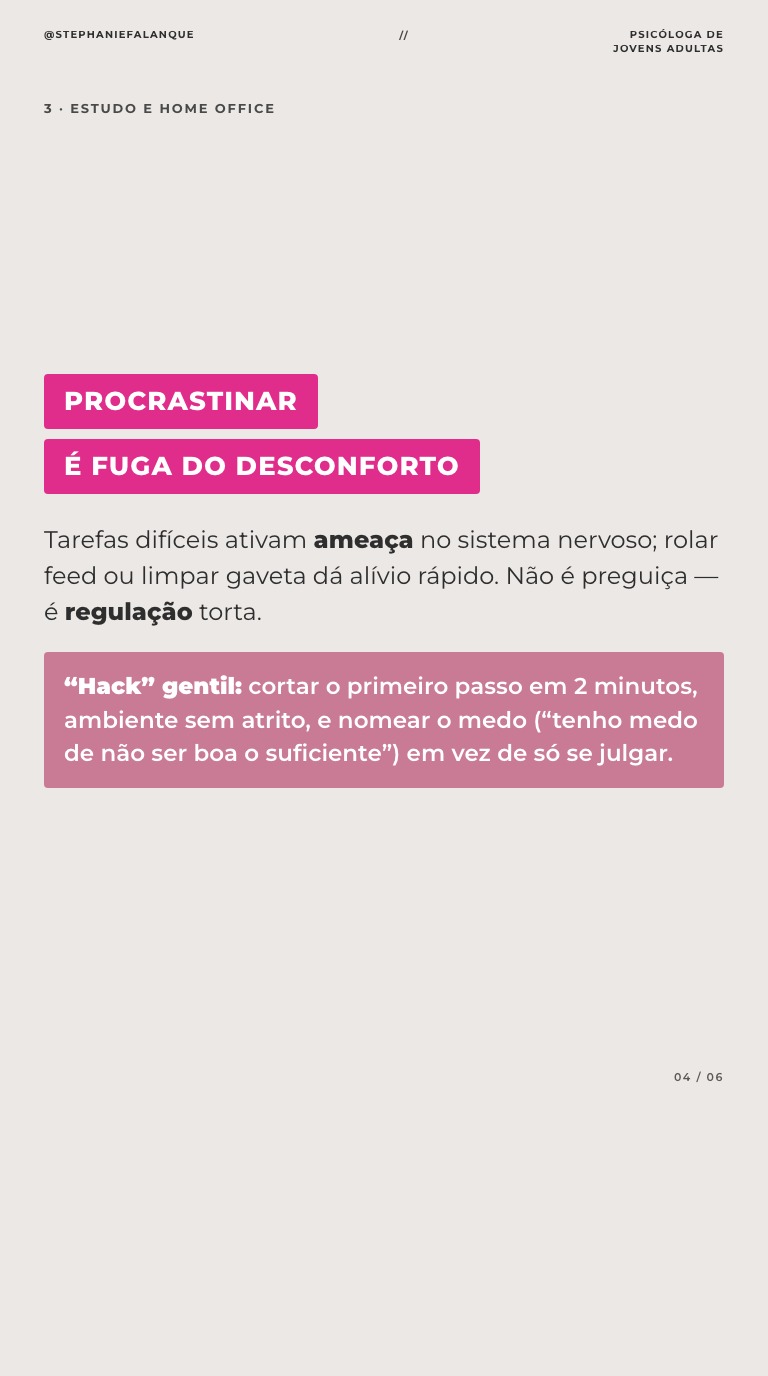 @STEPHANIEFALANQUE
//
PSICÓLOGA DE
JOVENS ADULTAS
3 · ESTUDO E HOME OFFICE
PROCRASTINAR
É FUGA DO DESCONFORTO
Tarefas difíceis ativam ameaça no sistema nervoso; rolar
feed ou limpar gaveta dá alívio rápido. Não é preguiça —
é regulação torta.
“Hack” gentil: cortar o primeiro passo em 2 minutos,
ambiente sem atrito, e nomear o medo (“tenho medo
de não ser boa o suficiente”) em vez de só se julgar.
04 / 06